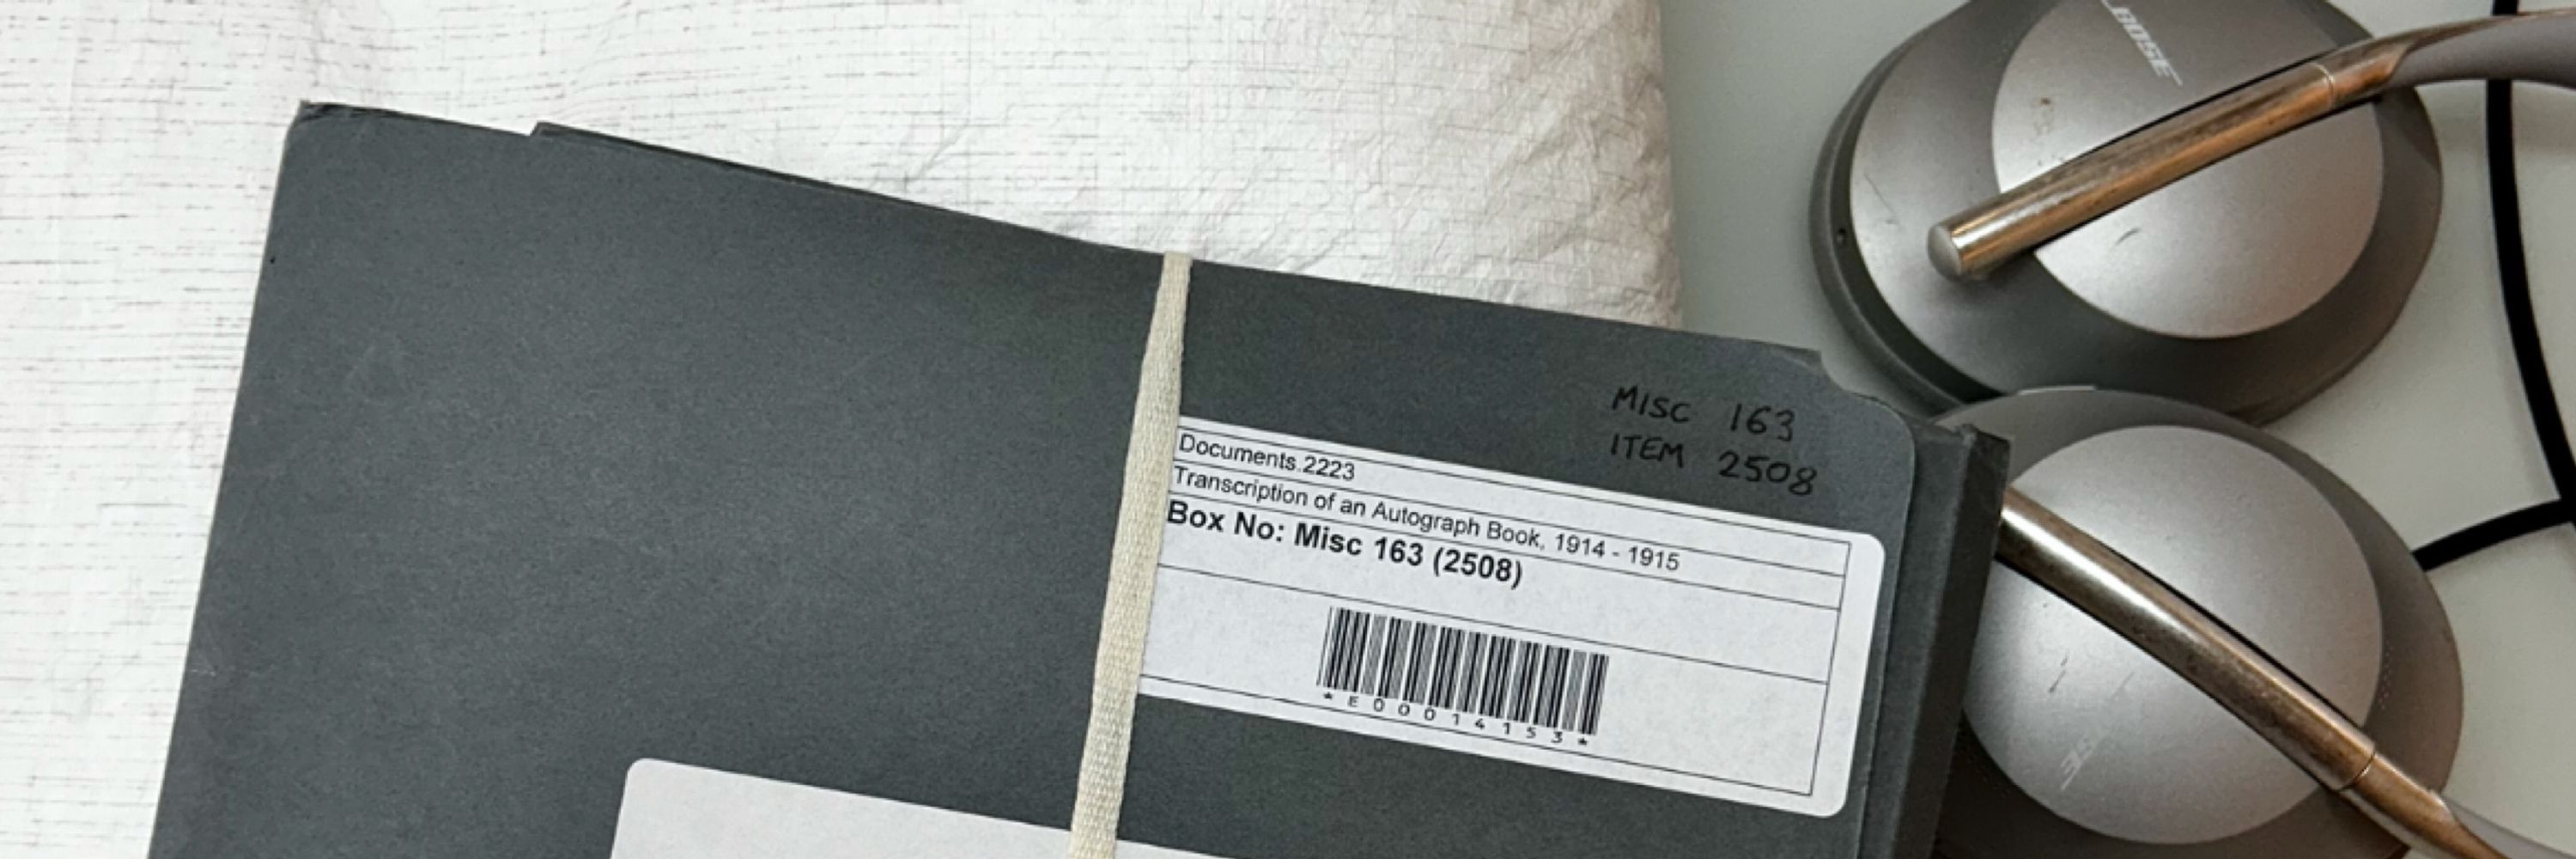 BOSE
MISC 163
ITEM 2508
Documents.2223
Transcription of an Autograph Book, 1914 - 1915
Box No: Misc 163 (2508)
*E00014153*